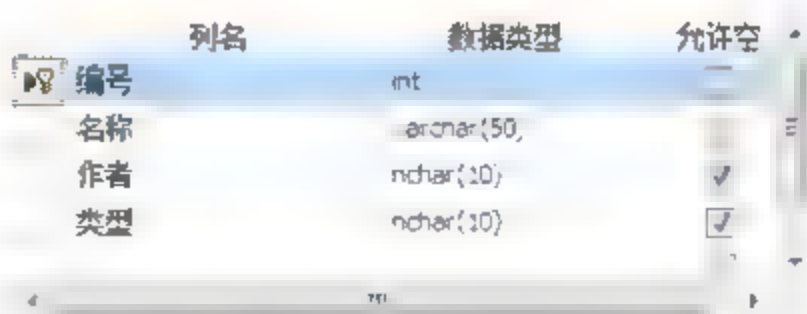 列名 数据类型 允许空
编号 int
名称 varchar(50)
作者 nchar(10)
类型 nchar(10)